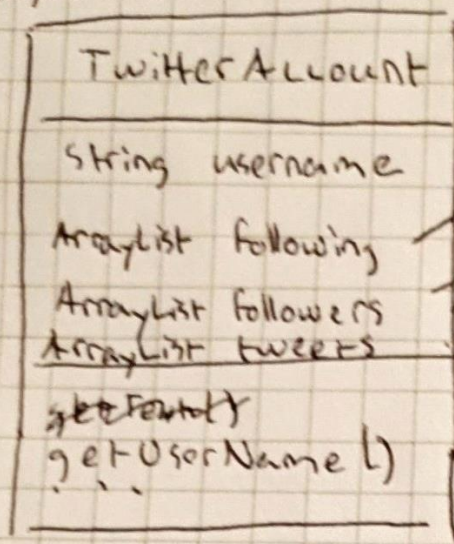 TwitterAccount
String username
ArrayList following
ArrayList followers
ArrayList tweets
getUserName()
...